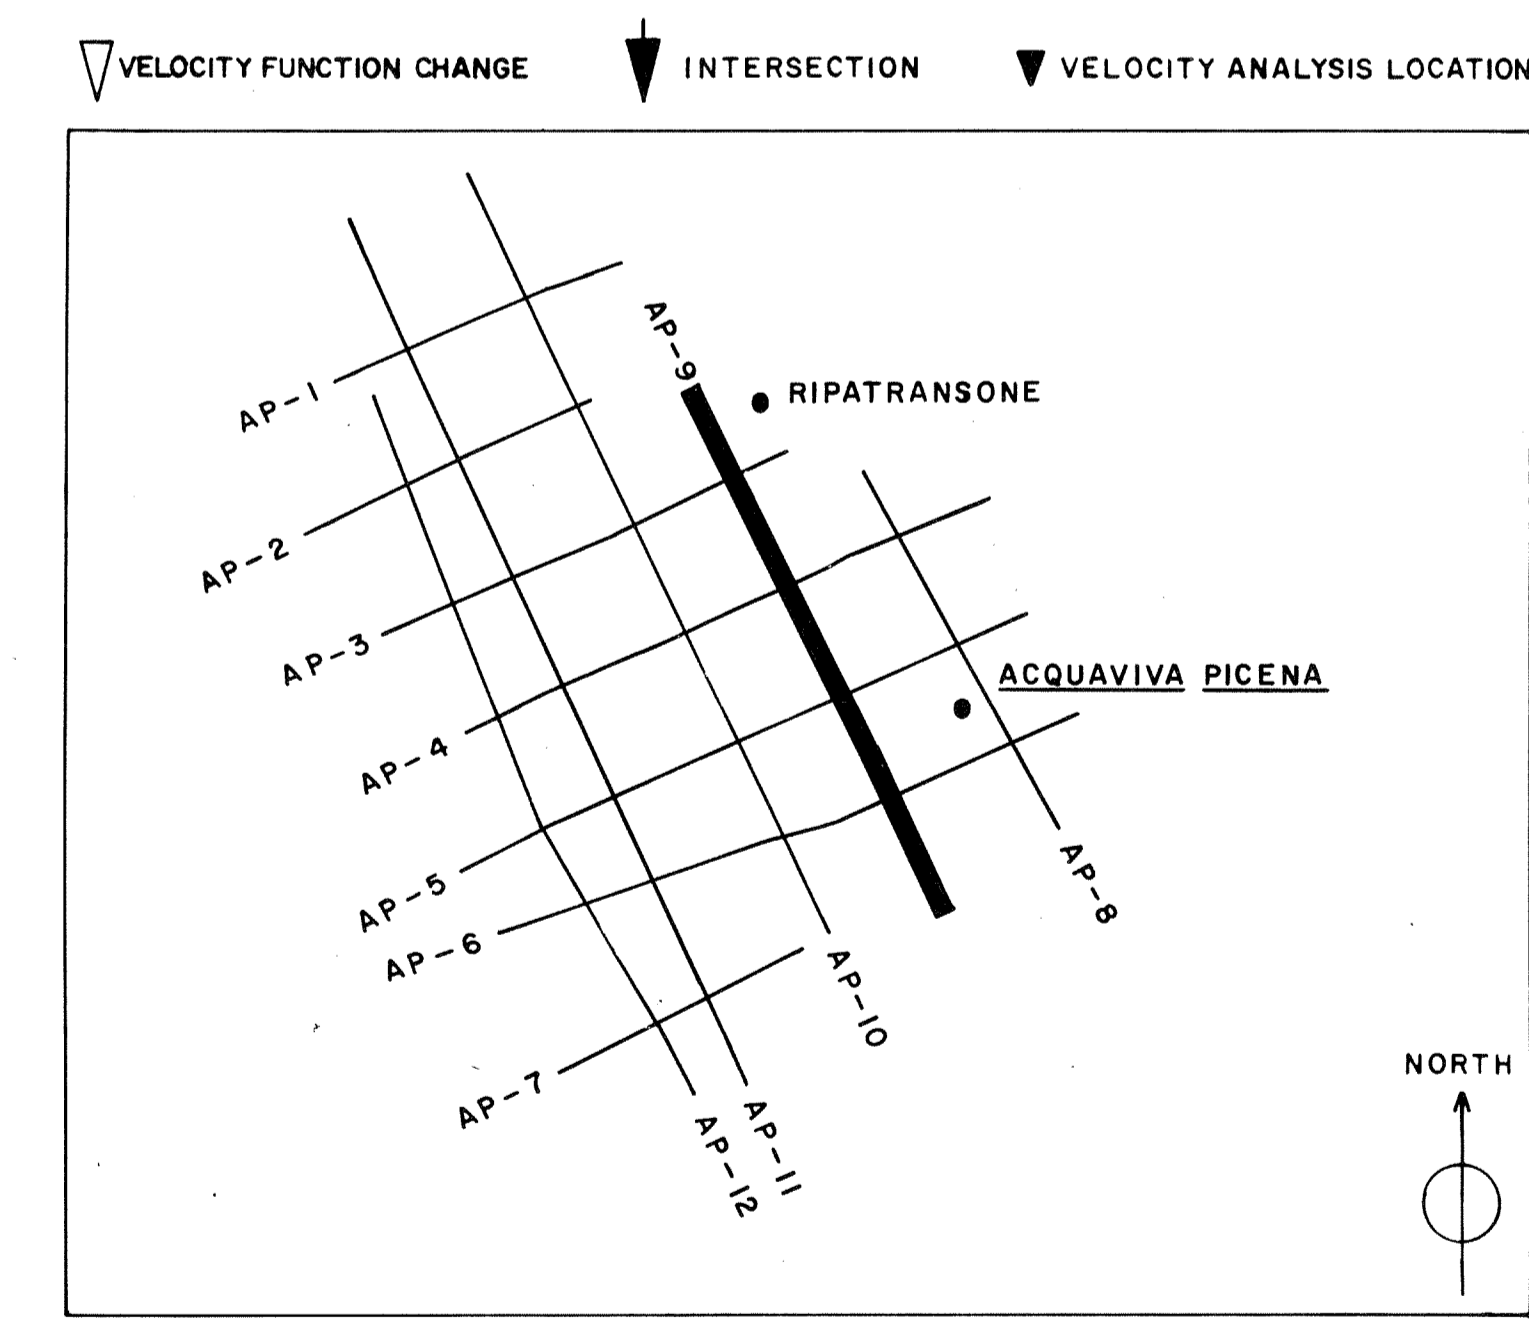 VELOCITY FUNCTION CHANGE
INTERSECTION
VELOCITY ANALYSIS LOCATION
AP-9
RIPATRANSONE
AP-1
AP-2
AP-3
ACQUAVIVA PICENA
AP-4
AP-5
AP-8
AP-6
AP-10
AP-7
AP-11
AP-12
NORTH